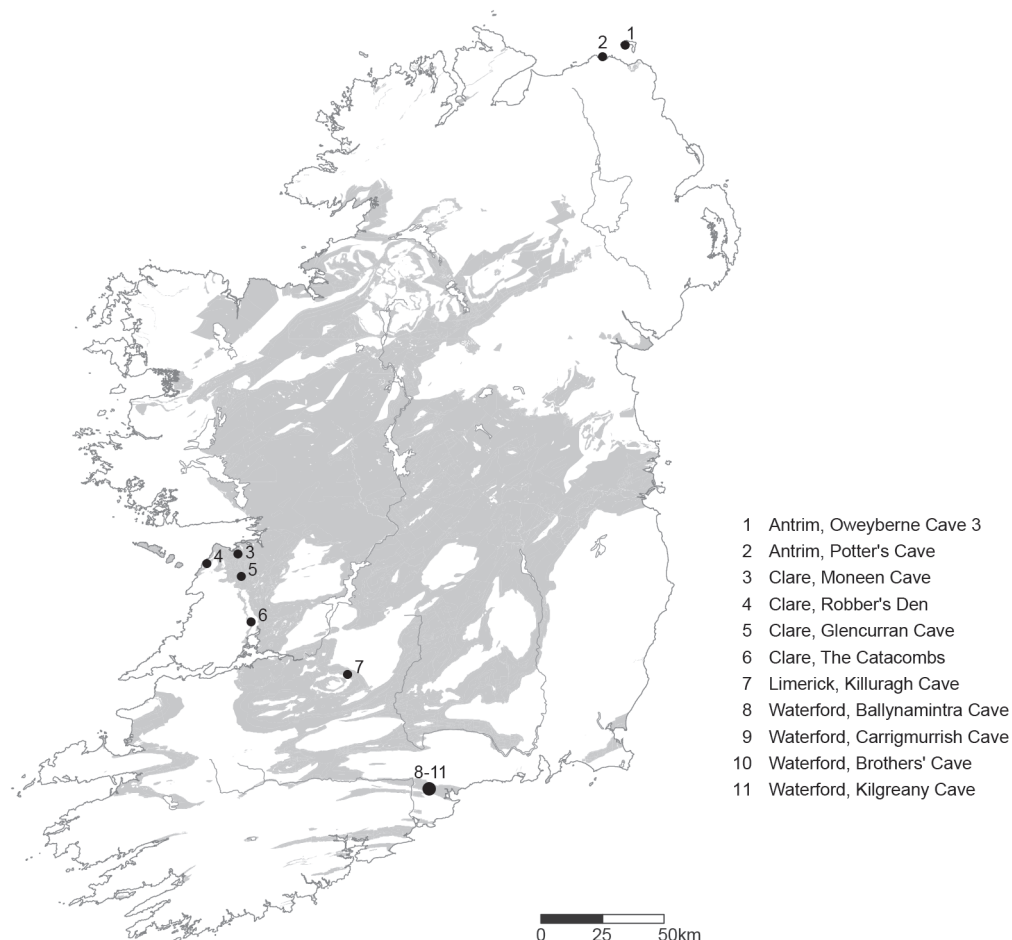 1
2
3
4
5
6
7
8-11
1 Antrim, Oweyberne Cave 3
2 Antrim, Potter's Cave
3 Clare, Moneen Cave
4 Clare, Robber's Den
5 Clare, Glencurran Cave
6 Clare, The Catacombs
7 Limerick, Killuragh Cave
8 Waterford, Ballynamintra Cave
9 Waterford, Carrigmurrish Cave
10 Waterford, Brothers' Cave
11 Waterford, Kilgreany Cave
0 25 50km